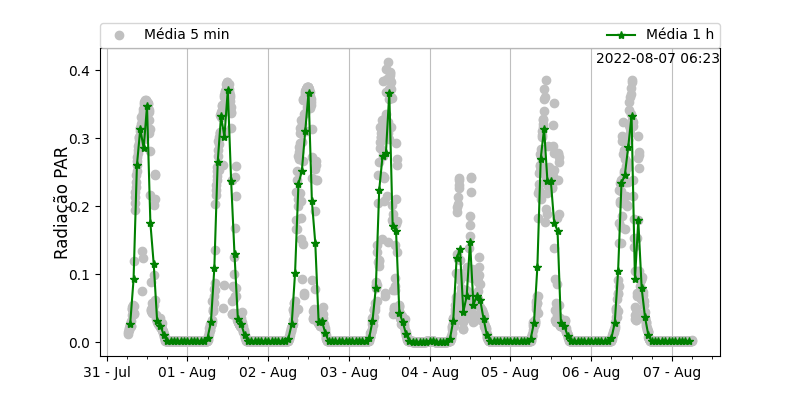 Média 5 min
Média 1 h
2022-08-07 06:23
Radiação PAR
0.4
0.3
0.2
0.1
0.0
31 - Jul
01 - Aug
02 - Aug
03 - Aug
04 - Aug
05 - Aug
06 - Aug
07 - Aug